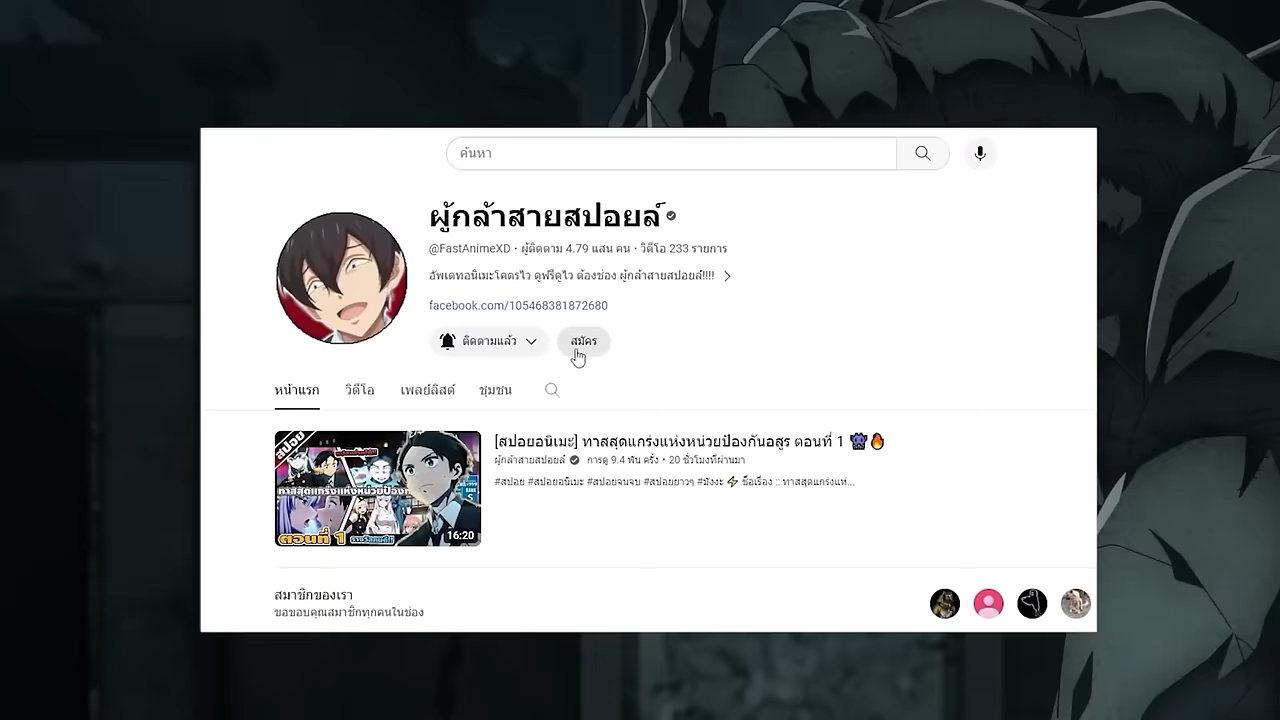 ค้นหา
ผู้กล้าสายสปอยล์
@FastAnimeXD · ผู้ติดตาม 4.79 แสน คน · วิดีโอ 233 รายการ
อัพเดทอนิเมะโคตรไว ดูฟรีดูไว ต้องช่อง ผู้กล้าสายสปอยล์!!!!
facebook.com/105468381872680
ติดตามแล้ว
สมัคร
หน้าแรก วิดีโอ เพลย์ลิสต์ ชุมชน
[สปอยอนิเมะ] ทาสสุดแกร่งแห่งหน่วยป้องกันอสูร ตอนที่ 1 👾🔥
ผู้กล้าสายสปอยล์ การดู 9.4 พัน ครั้ง · 20 ชั่วโมงที่ผ่านมา
#สปอย #สปอยอนิเมะ #สปอยจนจบ #สปอยยาวๆ #มังงะ ⚡ ชื่อเรื่อง :: ทาสสุดแกร่งแห่...
สปอย
ทาสสุดแกร่งแห่งหน่วยป้องก
ตอนที่ 1
16:20
สมาชิกของเรา
ขอขอบคุณสมาชิกทุกคนในช่อง